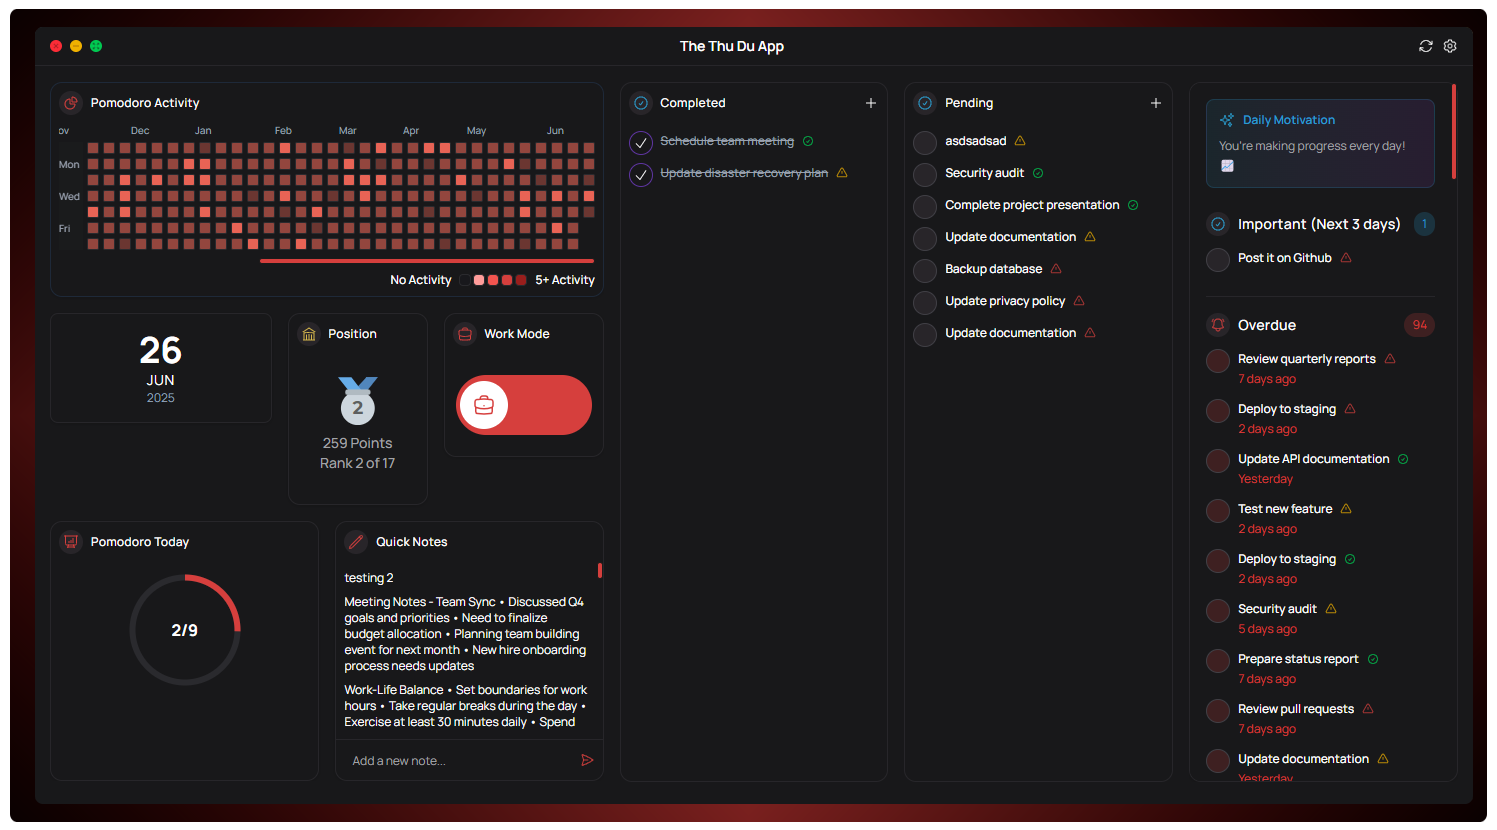 The Thu Du App
Pomodoro Activity
ov Dec Jan Feb Mar Apr May Jun
Mon
Wed
Fri
No Activity 5+ Activity
26
JUN
2025
Position
2
259 Points
Rank 2 of 17
Work Mode
Pomodoro Today
2/9
Quick Notes
testing 2
Meeting Notes - Team Sync • Discussed Q4
goals and priorities • Need to finalize
budget allocation • Planning team building
event for next month • New hire onboarding
process needs updates
Work-Life Balance • Set boundaries for work
hours • Take regular breaks during the day •
Exercise at least 30 minutes daily • Spend
Add a new note...
Completed
Schedule team meeting
Update disaster recovery plan
Pending
asdsadsad
Security audit
Complete project presentation
Update documentation
Backup database
Update privacy policy
Update documentation
Daily Motivation
You're making progress every day!
Important (Next 3 days) 1
Post it on Github
Overdue 94
Review quarterly reports
7 days ago
Deploy to staging
2 days ago
Update API documentation
Yesterday
Test new feature
2 days ago
Deploy to staging
2 days ago
Security audit
5 days ago
Prepare status report
7 days ago
Review pull requests
7 days ago
Update documentation
Yesterday